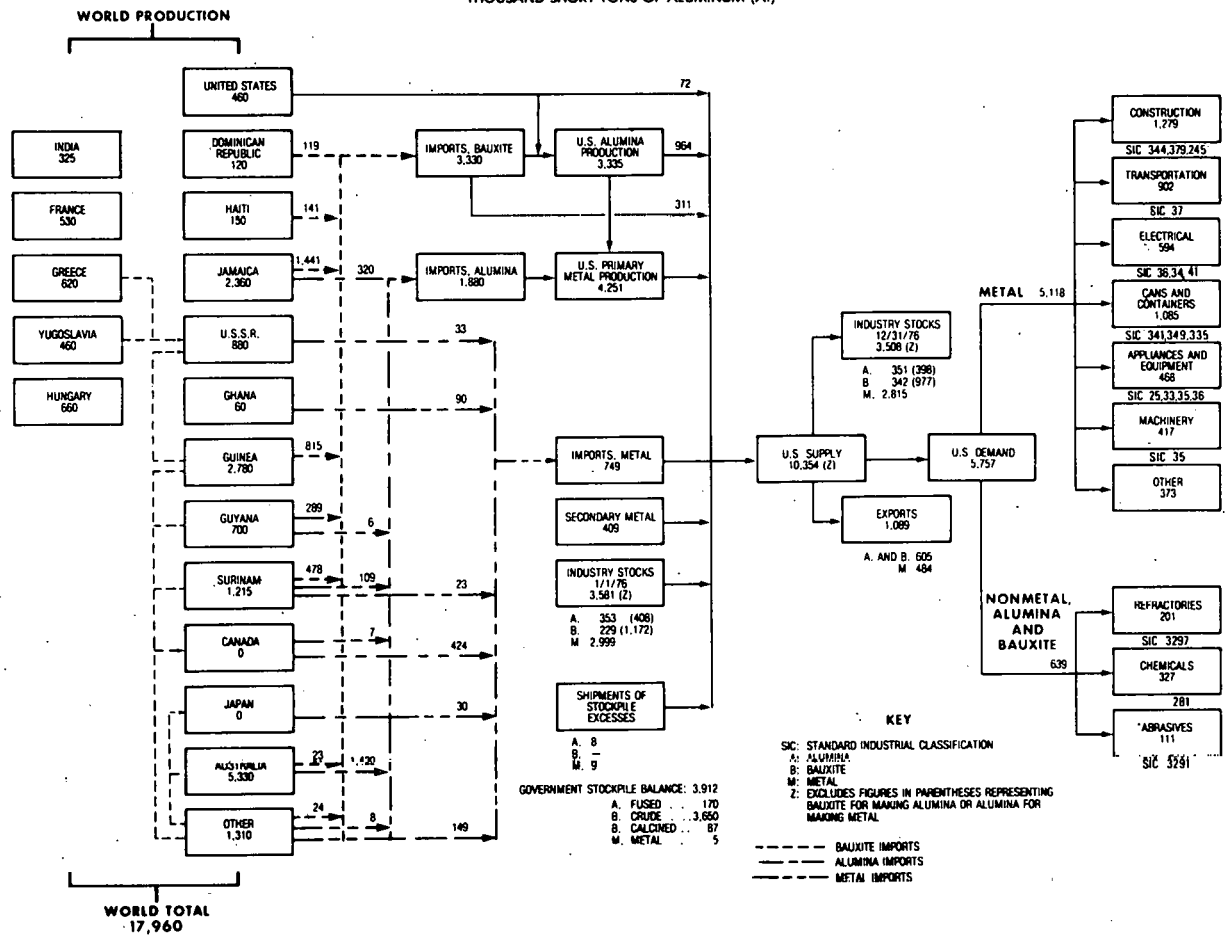 THOUSAND SHORT TONS OF ALUMINUM (Al)
WORLD PRODUCTION
INDIA
325
FRANCE
530
GREECE
620
YUGOSLAVIA
460
HUNGARY
660
UNITED STATES
460
DOMINICAN
REPUBLIC
120
HAITI
150
JAMAICA
2,360
U.S.S.R.
880
GHANA
60
GUINEA
2,780
GUYANA
700
SURINAM
1,215
CANADA
0
JAPAN
0
AUSTRALIA
5,330
OTHER
1,310
WORLD TOTAL
17,960
72
119
141
1,441
320
33
90
815
289
6
478
109
23
7
424
30
23
1,430
24
8
149
IMPORTS, BAUXITE
3,330
U.S. ALUMINA
PRODUCTION
3,335
964
311
IMPORTS, ALUMINA
1,880
U.S. PRIMARY
METAL PRODUCTION
4,251
IMPORTS, METAL
749
SECONDARY METAL
409
INDUSTRY STOCKS
1/1/76
3,581 (Z)
A. 353 (408)
B. 229 (1,172)
M 2.999
SHIPMENTS OF
STOCKPILE
EXCESSES
A. 8
B. —
M. 9
GOVERNMENT STOCKPILE BALANCE: 3,912
A. FUSED . . 170
B. CRUDE . . . 3,650
B. CALCINED . . 87
M. METAL . 5
INDUSTRY STOCKS
12/31/76
3,508 (Z)
A. 351 (398)
B 342 (977)
M. 2.815
U.S SUPPLY
10,354 (Z)
U.S DEMAND
5,757
EXPORTS
1,089
A. AND B. 605
M 484
METAL 5,118
NONMETAL,
ALUMINA
AND
BAUXITE
639
CONSTRUCTION
1,279
SIC 344,379,245
TRANSPORTATION
902
SIC 37
ELECTRICAL
594
SIC 36,34,41
CANS AND
CONTAINERS
1,085
SIC 341,349,335
APPLIANCES AND
EQUIPMENT
468
SIC 25,33,35,36
MACHINERY
417
SIC 35
OTHER
373
REFRACTORIES
201
SIC 3297
CHEMICALS
327
281
ABRASIVES
111
SIC 3291
KEY
SIC: STANDARD INDUSTRIAL CLASSIFICATION
A: ALUMINA
B: BAUXITE
M: METAL
Z: EXCLUDES FIGURES IN PARENTHESES REPRESENTING
BAUXITE FOR MAKING ALUMINA OR ALUMINA FOR
MAKING METAL
BAUXITE IMPORTS
ALUMINA IMPORTS
METAL IMPORTS